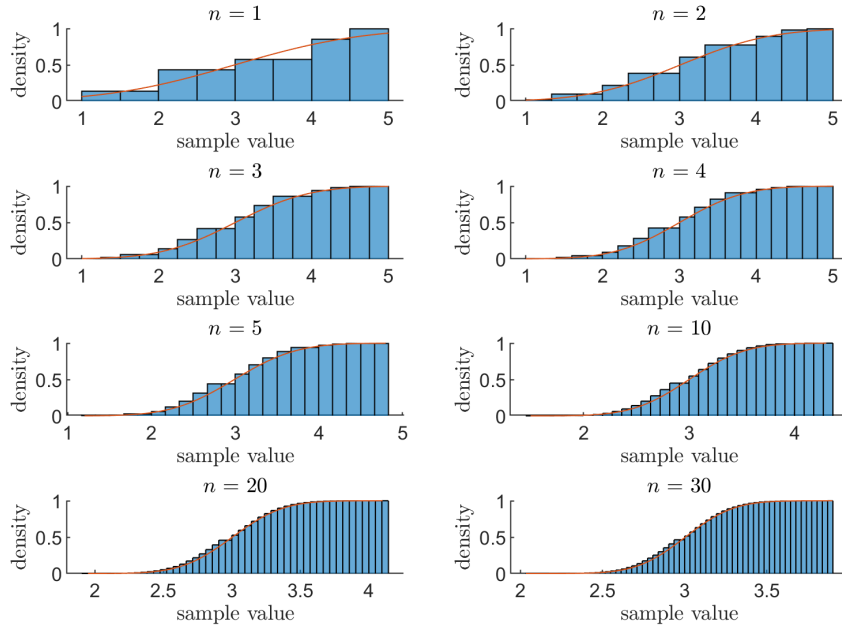 n = 1
n = 2
density
1
0.5
0
1 2 3 4 5
sample value
density
1
0.5
0
1 2 3 4 5
sample value
n = 3
n = 4
density
1
0.5
0
1 2 3 4 5
sample value
density
1
0.5
0
1 2 3 4 5
sample value
n = 5
n = 10
density
1
0.5
0
1 2 3 4 5
sample value
density
1
0.5
0
2 3 4
sample value
n = 20
n = 30
density
1
0.5
0
2 2.5 3 3.5 4
sample value
density
1
0.5
0
2 2.5 3 3.5
sample value